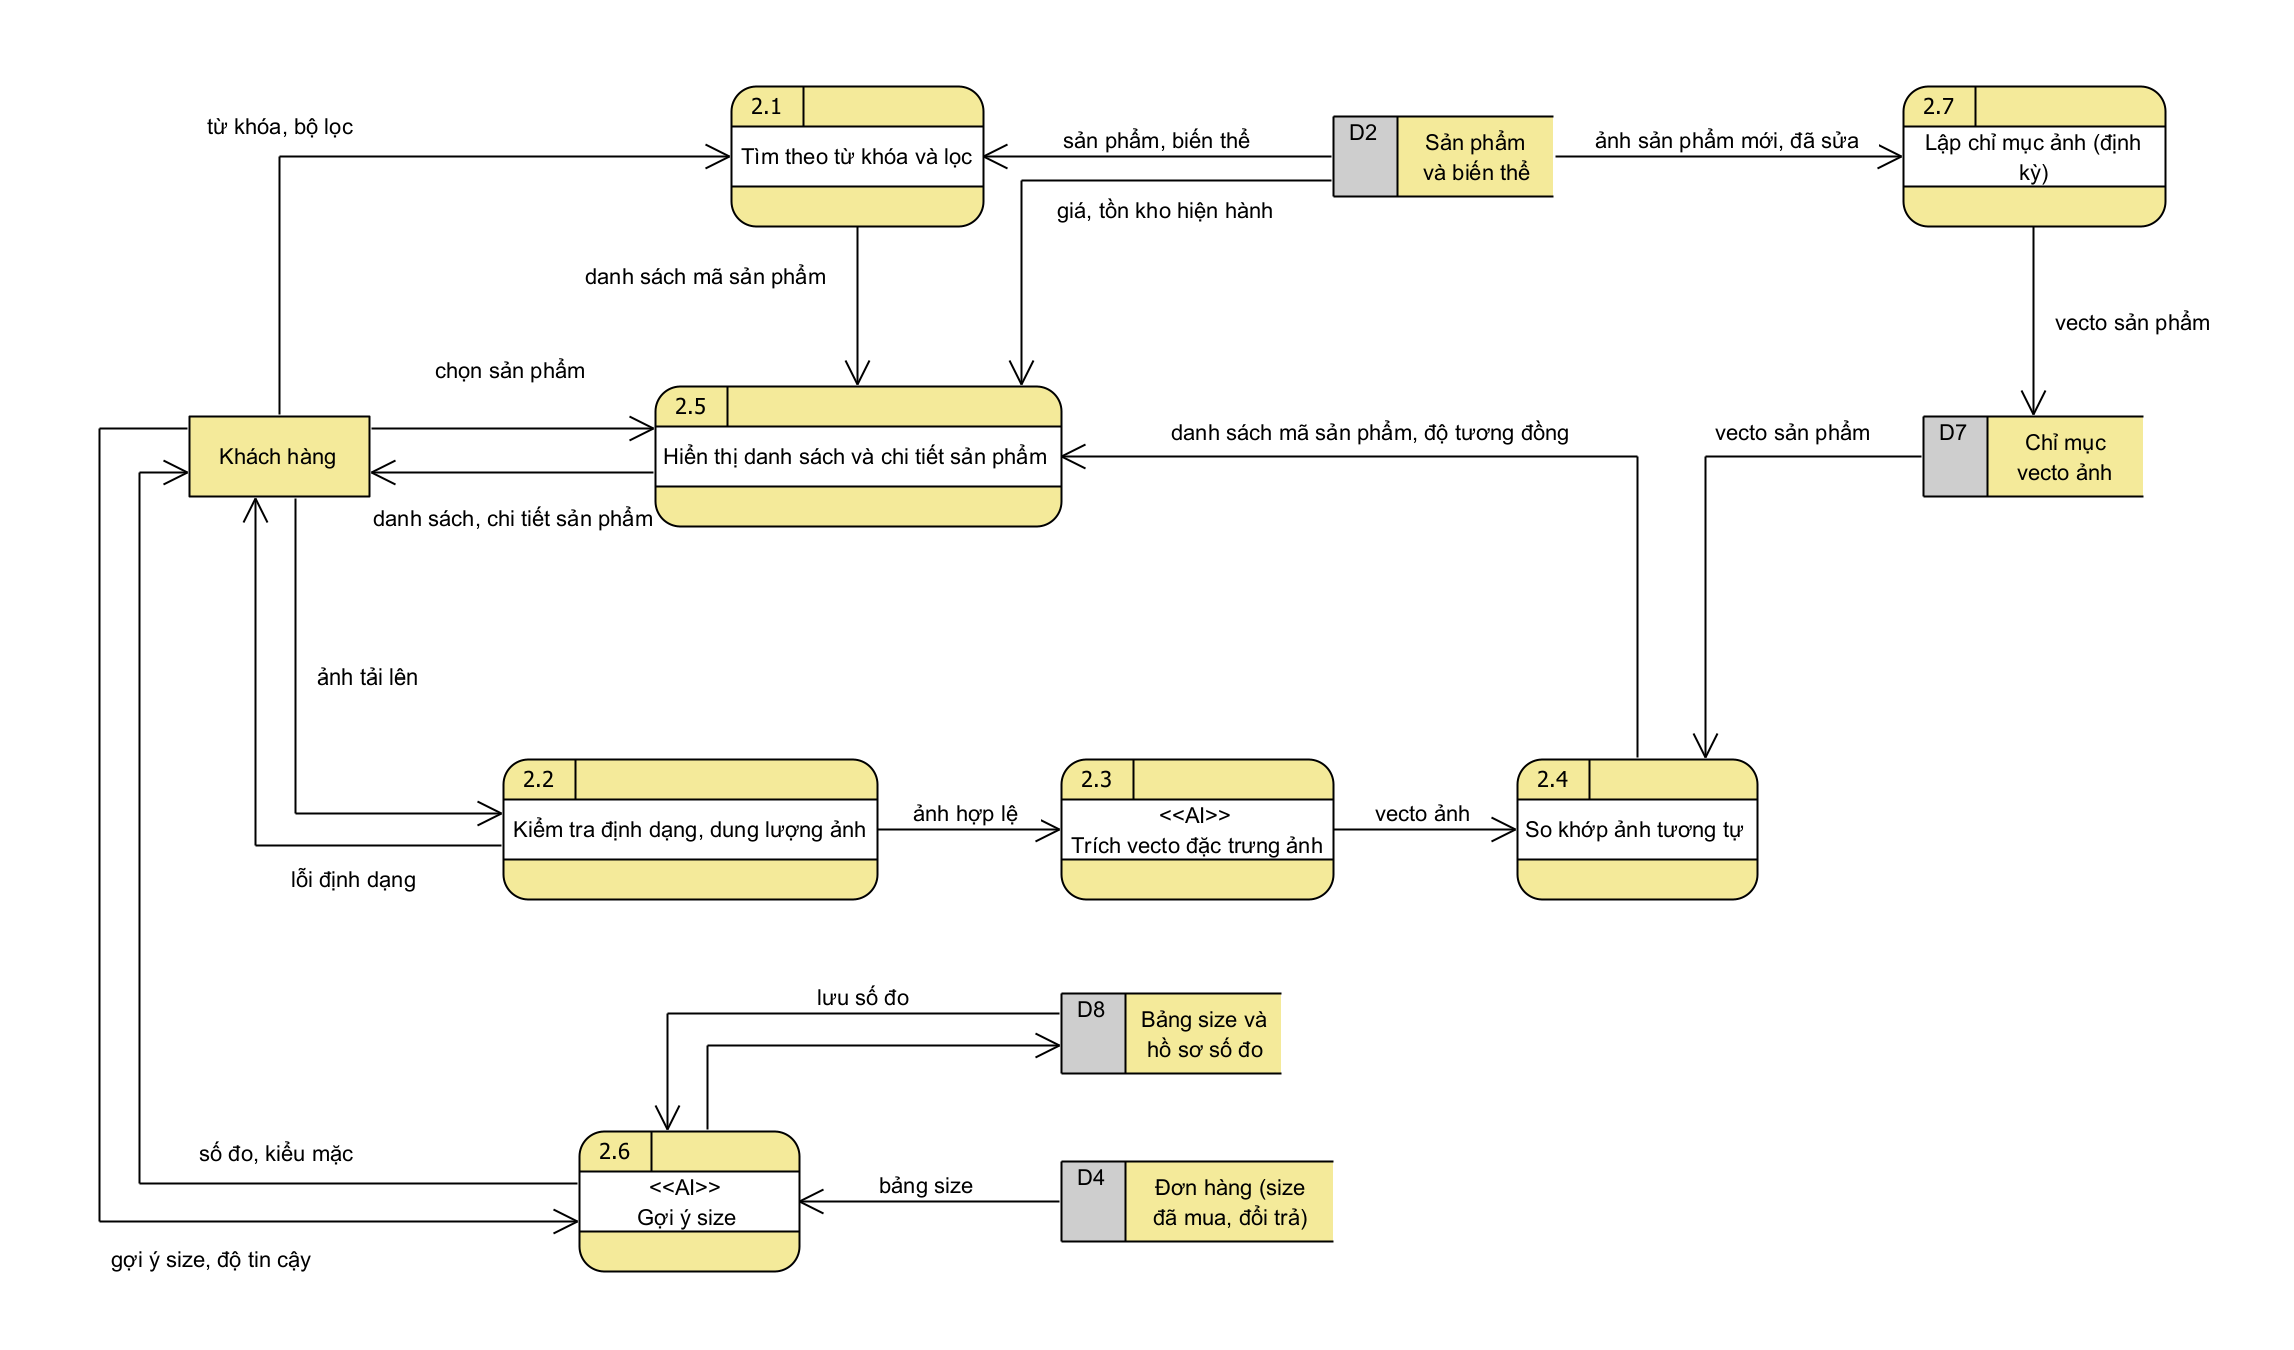 2.1
Tìm theo từ khóa và lọc
từ khóa, bộ lọc
sản phẩm, biến thể
D2
Sản phẩm
và biến thể
ảnh sản phẩm mới, đã sửa
2.7
Lập chỉ mục ảnh (định
kỳ)
giá, tồn kho hiện hành
danh sách mã sản phẩm
vecto sản phẩm
chọn sản phẩm
2.5
Hiển thị danh sách và chi tiết sản phẩm
Khách hàng
danh sách mã sản phẩm, độ tương đồng
vecto sản phẩm
D7
Chỉ mục
vecto ảnh
danh sách, chi tiết sản phẩm
ảnh tải lên
2.2
Kiểm tra định dạng, dung lượng ảnh
ảnh hợp lệ
2.3
<<AI>>
Trích vecto đặc trưng ảnh
vecto ảnh
2.4
So khớp ảnh tương tự
lỗi định dạng
lưu số đo
D8
Bảng size và
hồ sơ số đo
2.6
<<AI>>
Gợi ý size
số đo, kiểu mặc
bảng size
D4
Đơn hàng (size
đã mua, đổi trả)
gợi ý size, độ tin cậy